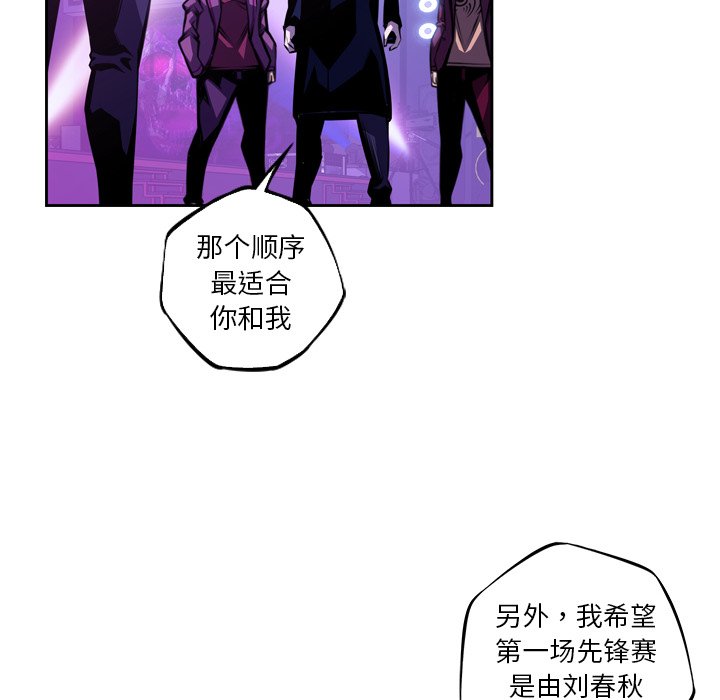 那个顺序
最适合
你和我
另外，我希望
第一场先锋赛
是由刘春秋